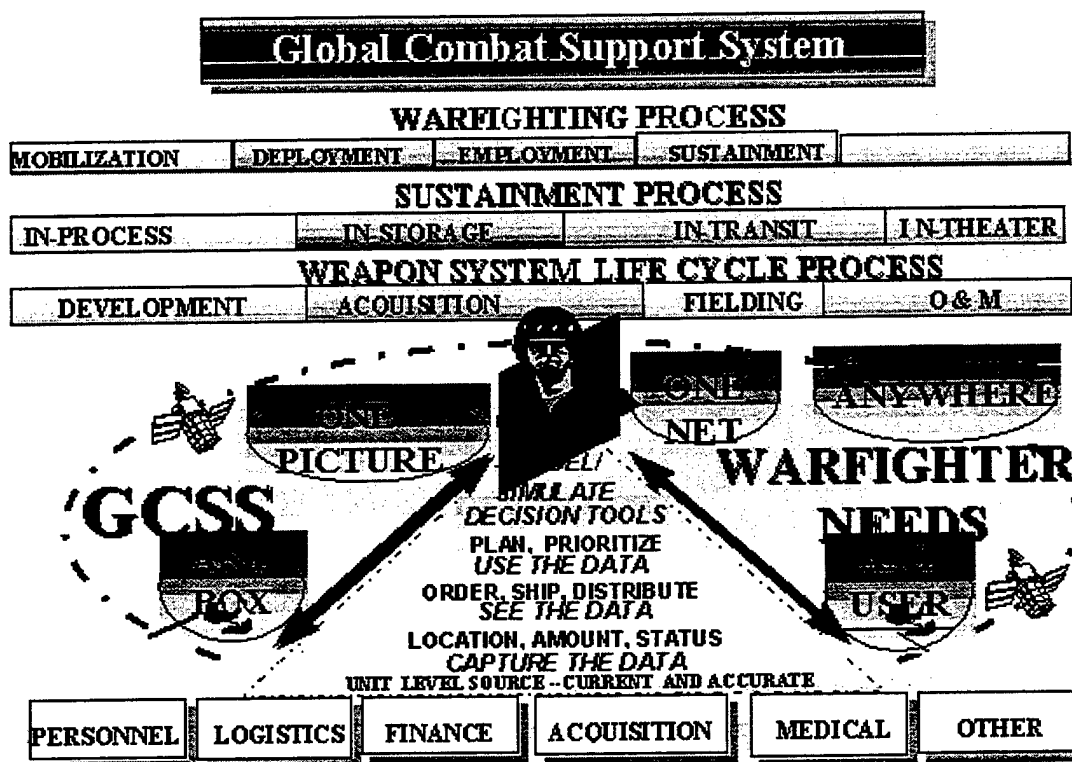 Global Combat Support System
WARFIGHTING PROCESS
MOBILIZATION DEPLOYMENT EMPLOYMENT SUSTAINMENT
SUSTAINMENT PROCESS
IN-PROCESS IN-STORAGE IN-TRANSIT IN-THEATER
WEAPON SYSTEM LIFE CYCLE PROCESS
DEVELOPMENT ACQUISITION FIELDING O & M
ONE
PICTURE
ONE
NET
ANYWHERE
GCSS
WARFIGHTER
NEEDS
BOX
USER
SIMULATE
DECISION TOOLS
PLAN, PRIORITIZE
USE THE DATA
ORDER, SHIP, DISTRIBUTE
SEE THE DATA
LOCATION, AMOUNT, STATUS
CAPTURE THE DATA
UNIT LEVEL SOURCE -- CURRENT AND ACCURATE
PERSONNEL LOGISTICS FINANCE ACQUISITION MEDICAL OTHER